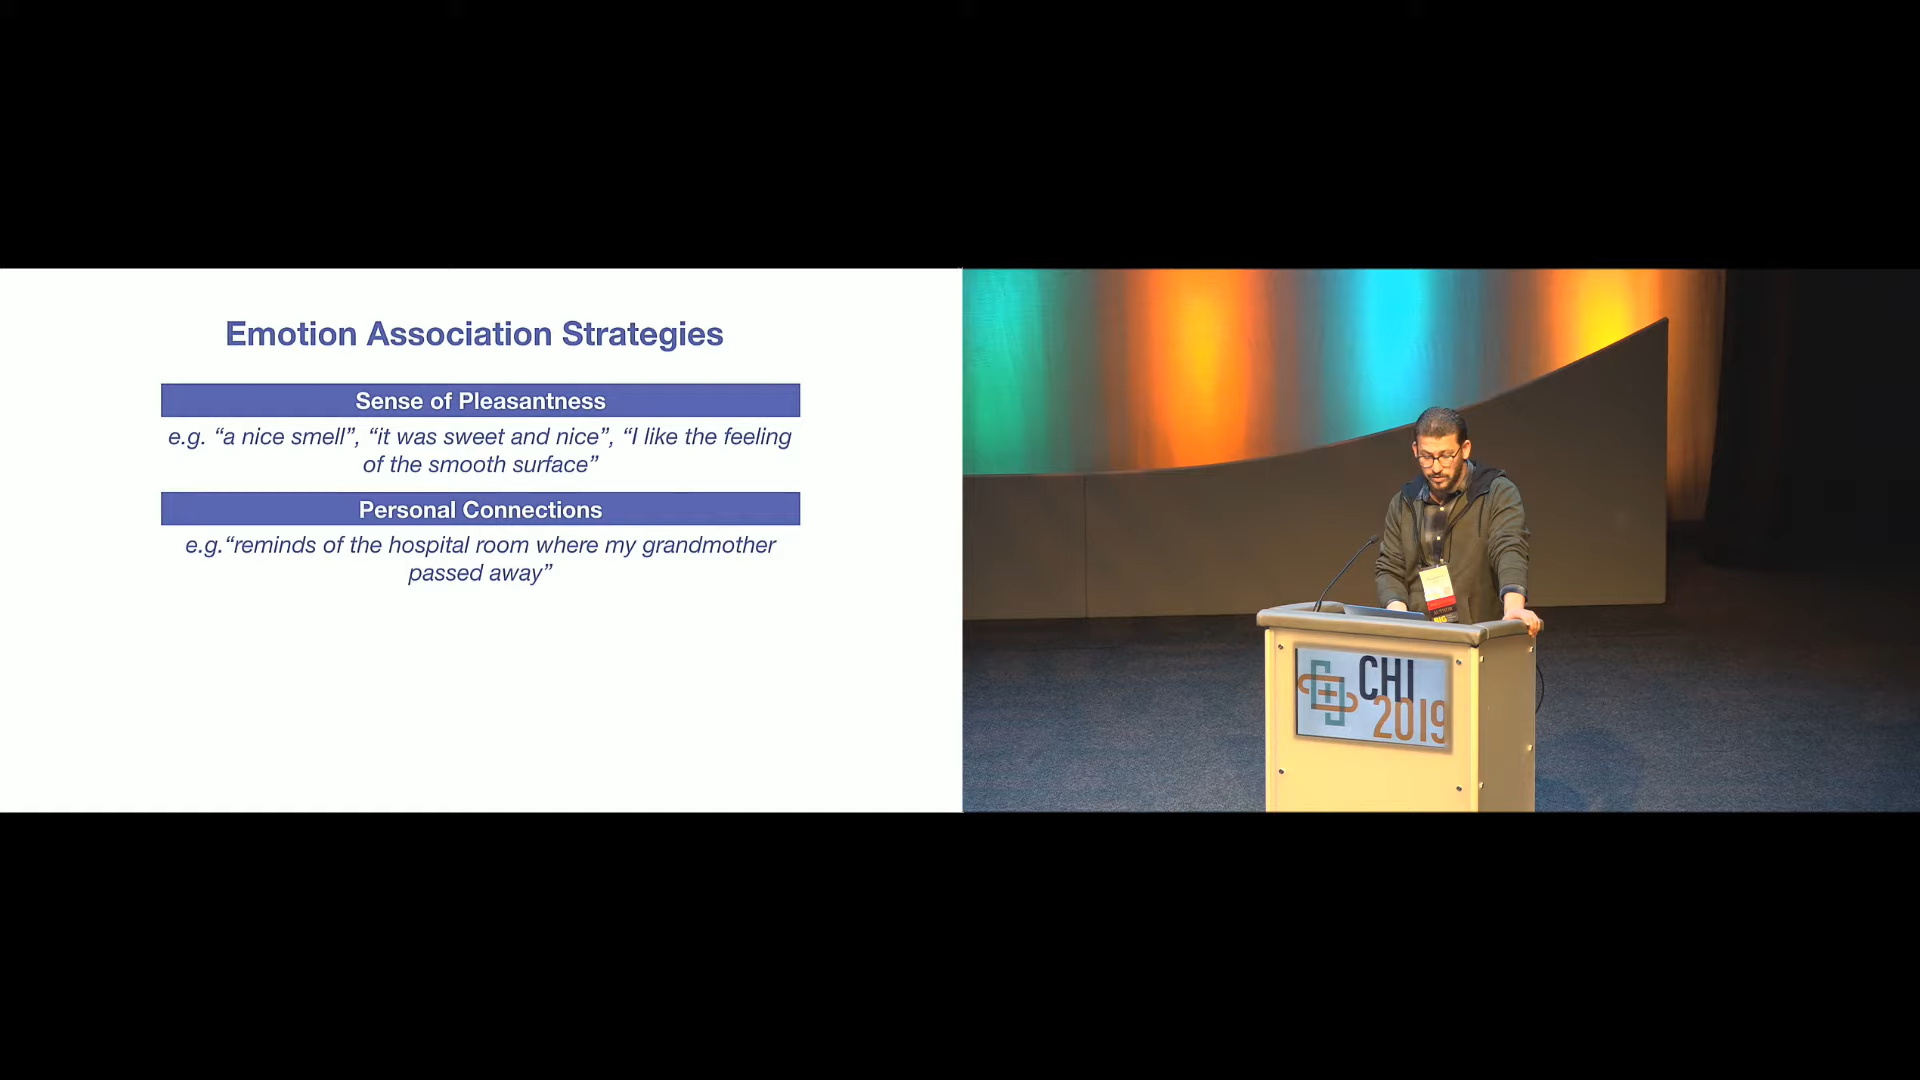 Emotion Association Strategies
Sense of Pleasantness
e.g. “a nice smell”, “it was sweet and nice”, “I like the feeling
of the smooth surface”
Personal Connections
e.g.“reminds of the hospital room where my grandmother
passed away”
CHI
2019